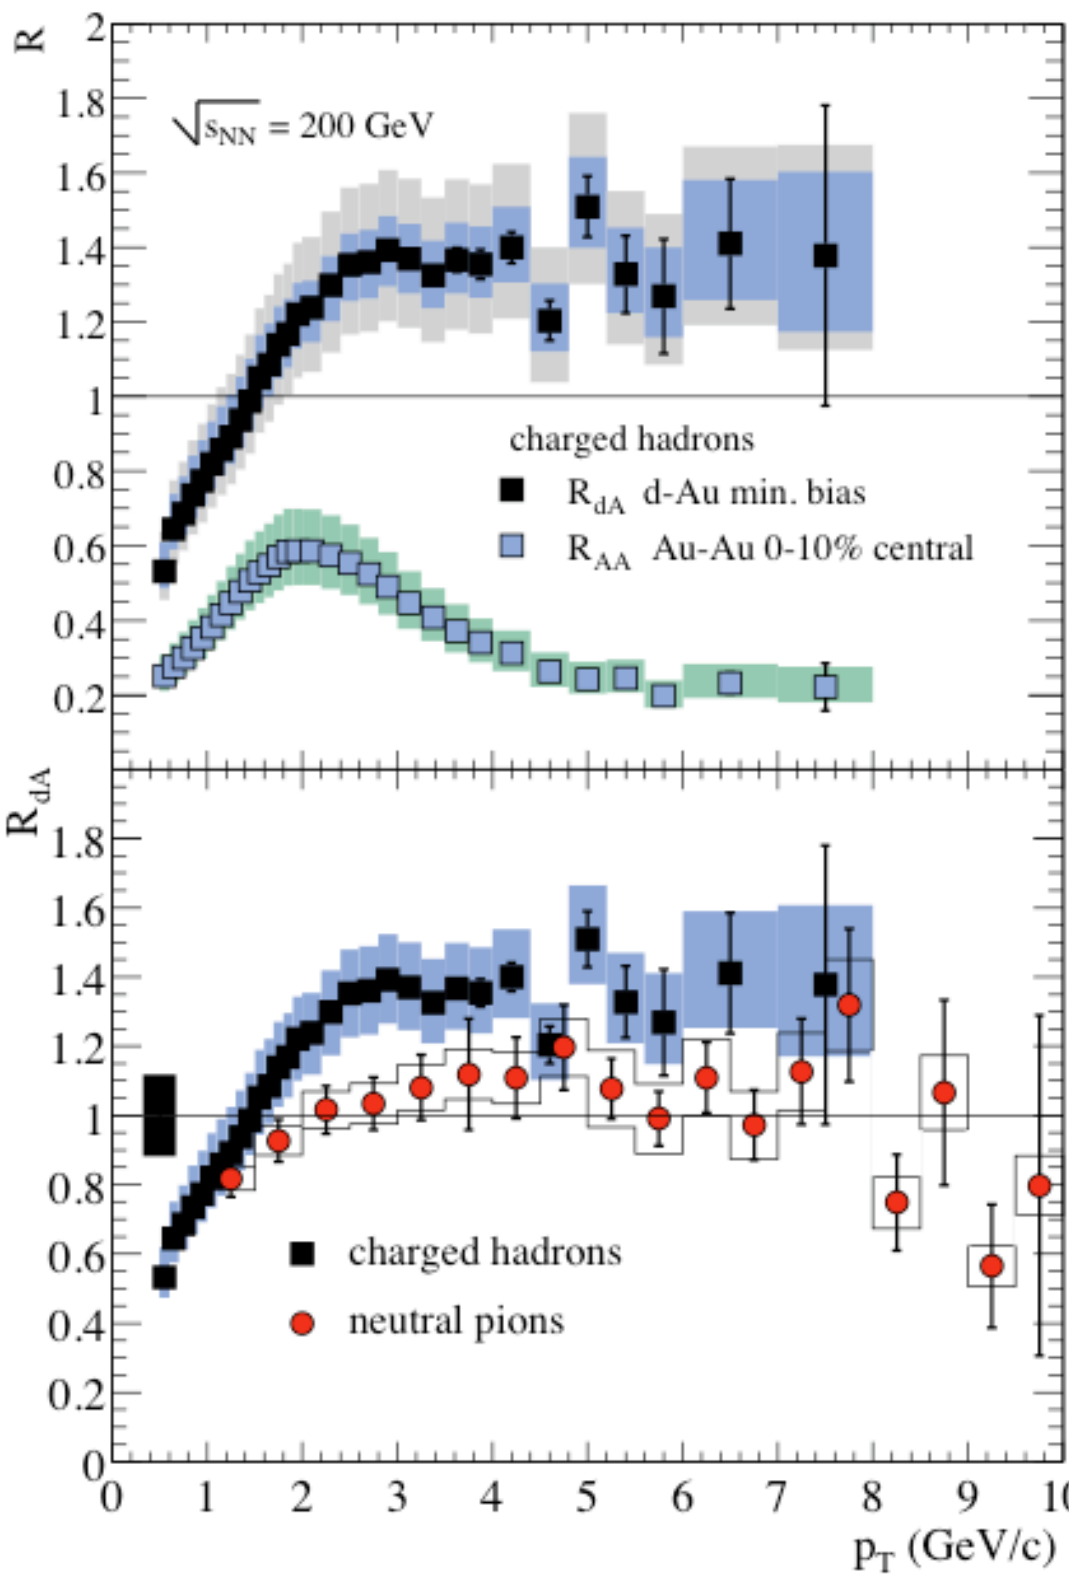 R
2
1.8
1.6
1.4
1.2
1
0.8
0.6
0.4
0.2
√sNN = 200 GeV
charged hadrons
RdA d-Au min. bias
RAA Au-Au 0-10% central
RdA
1.8
1.6
1.4
1.2
1
0.8
0.6
0.4
0.2
0
charged hadrons
neutral pions
0 1 2 3 4 5 6 7 8 9 10
pT (GeV/c)